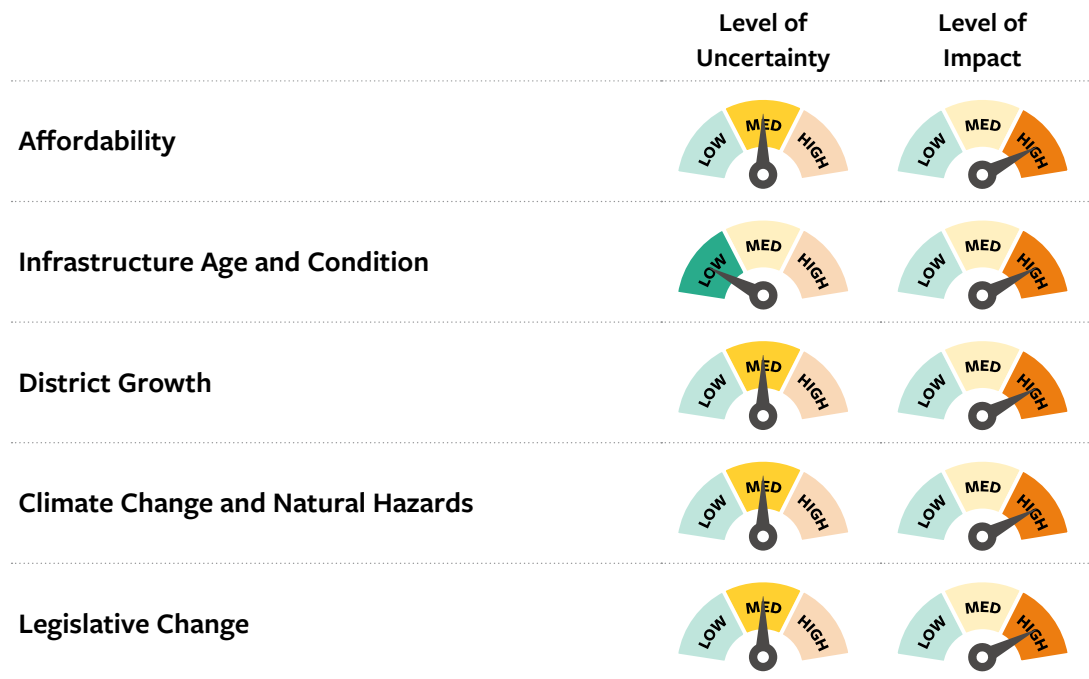 Level of Uncertainty
Level of Impact
Affordability
LOW MED HIGH
LOW MED HIGH
Infrastructure Age and Condition
LOW MED HIGH
LOW MED HIGH
District Growth
LOW MED HIGH
LOW MED HIGH
Climate Change and Natural Hazards
LOW MED HIGH
LOW MED HIGH
Legislative Change
LOW MED HIGH
LOW MED HIGH